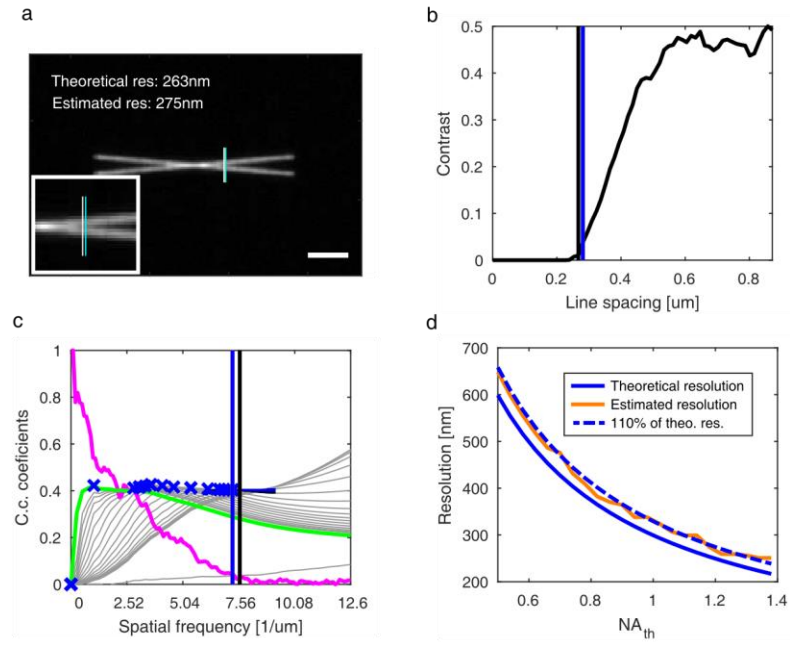 a
Theoretical res: 263nm
Estimated res: 275nm
b
Contrast
0.5
0.4
0.3
0.2
0.1
0
0 0.2 0.4 0.6 0.8
Line spacing [um]
c
C.c. coeficients
1
0.8
0.6
0.4
0.2
0
0 2.52 5.04 7.56 10.08 12.6
Spatial frequency [1/um]
d
Resolution [nm]
700
600
500
400
300
200
Theoretical resolution
Estimated resolution
110% of theo. res.
0.6 0.8 1 1.2 1.4
NAth